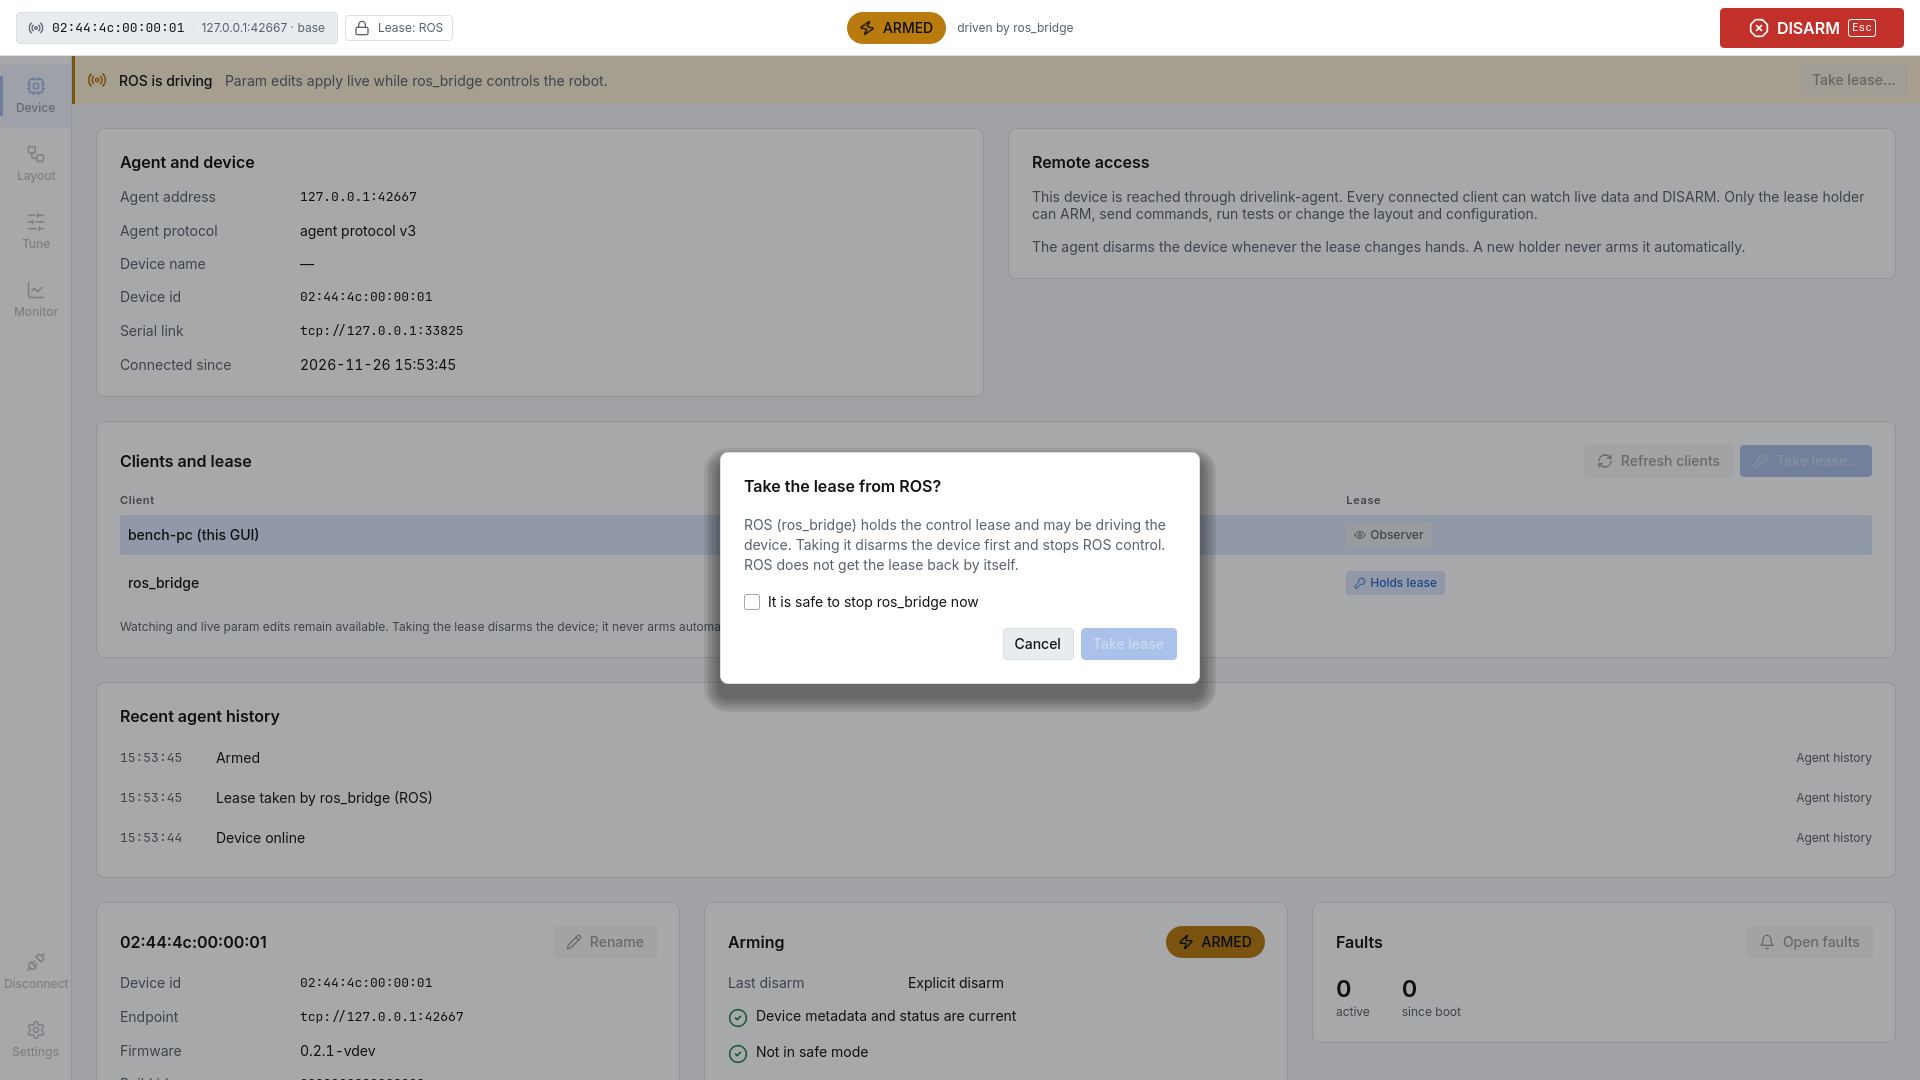 02:44:4c:00:00:01 127.0.0.1:42667 · base Lease: ROS ARMED driven by ros_bridge DISARM Esc
ROS is driving Param edits apply live while ros_bridge controls the robot. Take lease...
Device
Layout
Tune
Monitor
Disconnect
Settings
Agent and device
Agent address 127.0.0.1:42667
Agent protocol agent protocol v3
Device name —
Device id 02:44:4c:00:00:01
Serial link tcp://127.0.0.1:33825
Connected since 2026-11-26 15:53:45
Remote access
This device is reached through drivelink-agent. Every connected client can watch live data and DISARM. Only the lease holder
can ARM, send commands, run tests or change the layout and configuration.
The agent disarms the device whenever the lease changes hands. A new holder never arms it automatically.
Clients and lease Refresh clients Take lease...
Client Lease
bench-pc (this GUI) Observer
ros_bridge Holds lease
Watching and live param edits remain available. Taking the lease disarms the device; it never arms
Take the lease from ROS?
ROS (ros_bridge) holds the control lease and may be driving the
device. Taking it disarms the device first and stops ROS control.
ROS does not get the lease back by itself.
It is safe to stop ros_bridge now
Cancel Take lease
Recent agent history
15:53:45 Armed Agent history
15:53:45 Lease taken by ros_bridge (ROS) Agent history
15:53:44 Device online Agent history
02:44:4c:00:00:01 Rename
Device id 02:44:4c:00:00:01
Endpoint tcp://127.0.0.1:42667
Firmware 0.2.1-vdev
Arming ARMED
Last disarm Explicit disarm
Device metadata and status are current
Not in safe mode
Faults Open faults
0 0
active since boot